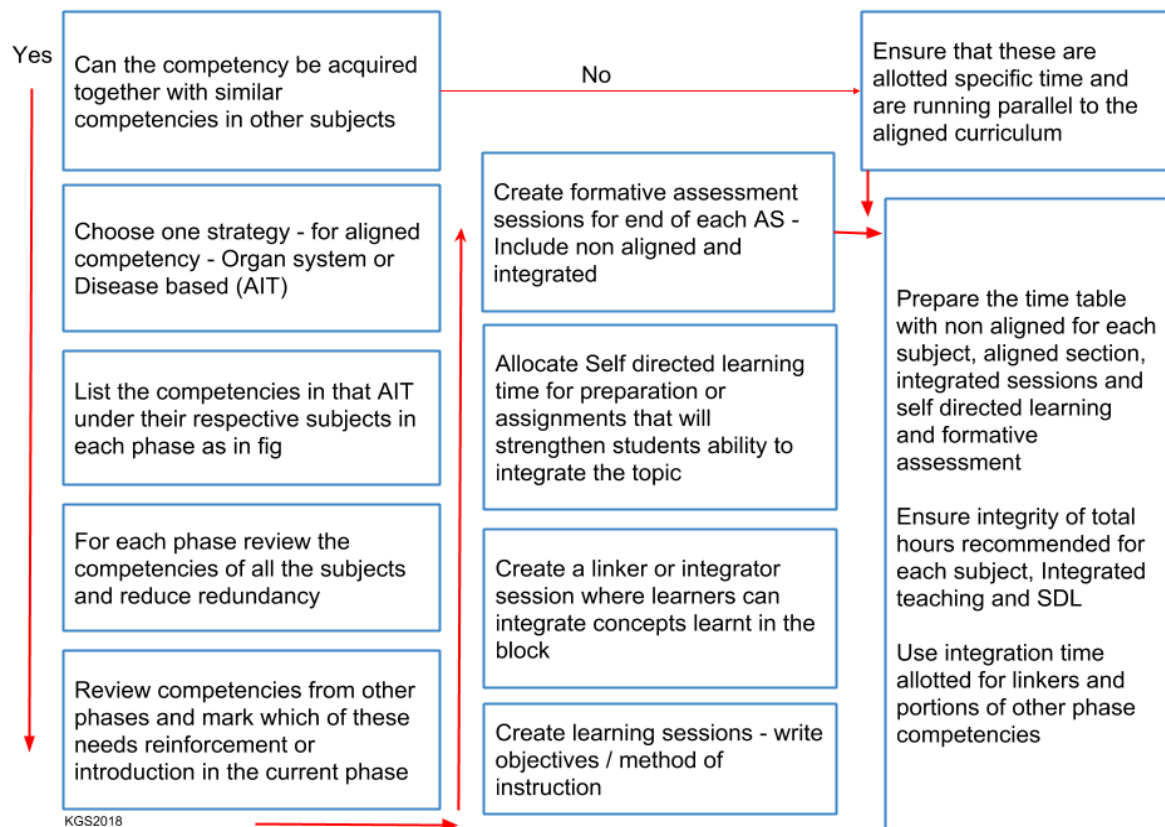 Yes
Can the competency be acquired
together with similar
competencies in other subjects
No
Ensure that these are
allotted specific time and
are running parallel to the
aligned curriculum
Choose one strategy - for aligned
competency - Organ system or
Disease based (AIT)
List the competencies in that AIT
under their respective subjects in
each phase as in fig
For each phase review the
competencies of all the subjects
and reduce redundancy
Review competencies from other
phases and mark which of these
needs reinforcement or
introduction in the current phase
KGS2018
Create formative assessment
sessions for end of each AS -
Include non aligned and
integrated
Allocate Self directed learning
time for preparation or
assignments that will
strengthen students ability to
integrate the topic
Create a linker or integrator
session where learners can
integrate concepts learnt in the
block
Create learning sessions - write
objectives / method of
instruction
Prepare the time table
with non aligned for each
subject, aligned section,
integrated sessions and
self directed learning
and formative
assessment
Ensure integrity of total
hours recommended for
each subject, Integrated
teaching and SDL
Use integration time
allotted for linkers and
portions of other phase
competencies